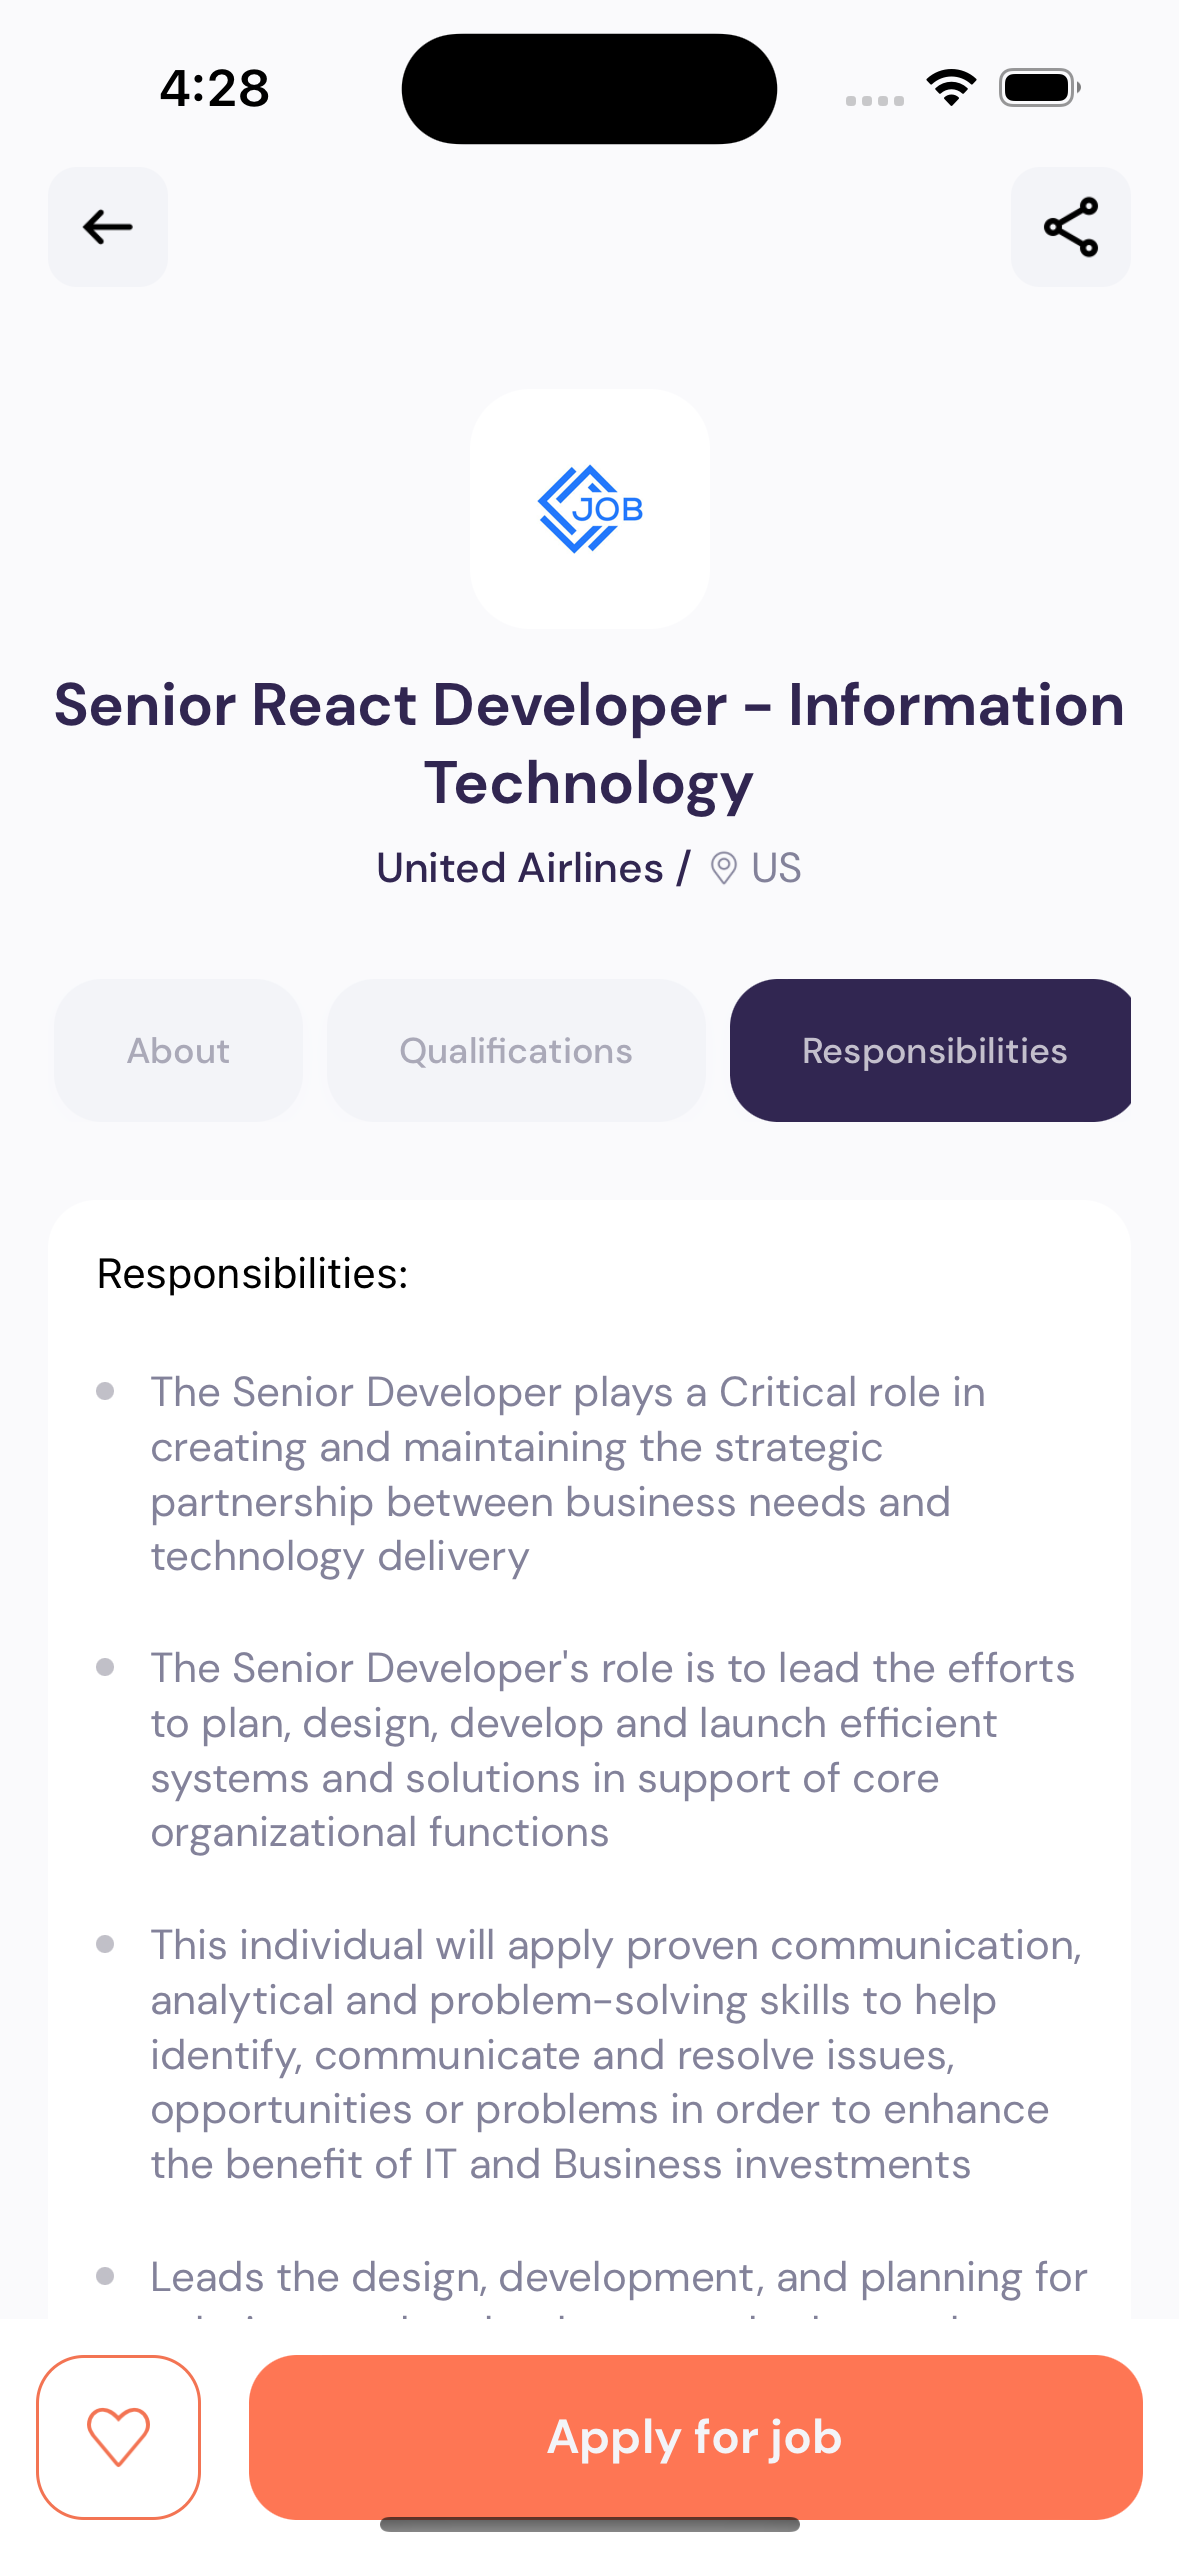 4:28
JOB
Senior React Developer - Information
Technology
United Airlines / US
About
Qualifications
Responsibilities
Responsibilities:
The Senior Developer plays a Critical role in
creating and maintaining the strategic
partnership between business needs and
technology delivery
The Senior Developer's role is to lead the efforts
to plan, design, develop and launch efficient
systems and solutions in support of core
organizational functions
This individual will apply proven communication,
analytical and problem-solving skills to help
identify, communicate and resolve issues,
opportunities or problems in order to enhance
the benefit of IT and Business investments
Leads the design, development, and planning for
Apply for job